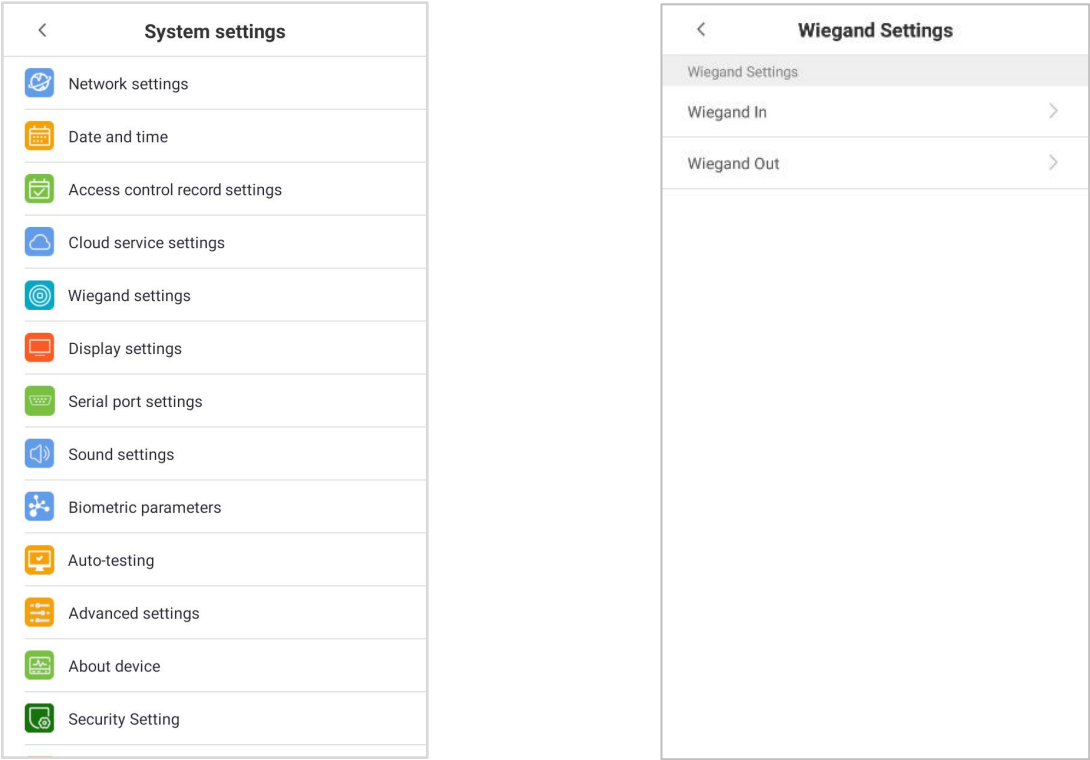 System settings
Network settings
Date and time
Access control record settings
Cloud service settings
Wiegand settings
Display settings
Serial port settings
Sound settings
Biometric parameters
Auto-testing
Advanced settings
About device
Security Setting
Wiegand Settings
Wiegand Settings
Wiegand In
Wiegand Out